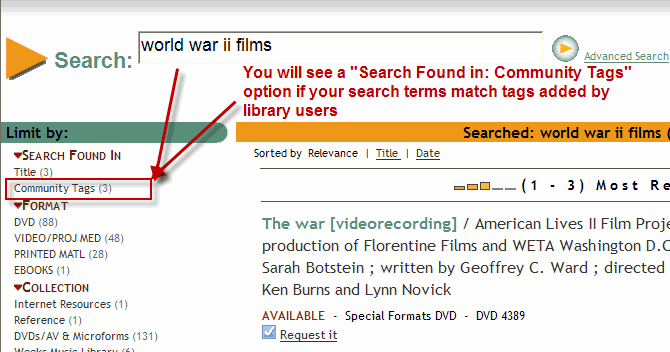 Search: world war ii films
Advanced Search
You will see a "Search Found in: Community Tags"
option if your search terms match tags added by
library users
Limit by:
SEARCH FOUND IN
Title (3)
Community Tags (3)
FORMAT
DVD (88)
VIDEO/PROJ MED (48)
PRINTED MATL (28)
EBOOKS (1)
COLLECTION
Internet Resources (1)
Reference (1)
DVDs/AV & Microforms (131)
Weeks Music Library (6)
Searched: world war ii films (
Sorted by Relevance | Title | Date
(1 - 3) Most Re
The war [videorecording] / American Lives II Film Proje
production of Florentine Films and WETA Washington D.C
Sarah Botstein ; written by Geoffrey C. Ward ; directed
Ken Burns and Lynn Novick
AVAILABLE - Special Formats DVD - DVD 4389
Request it